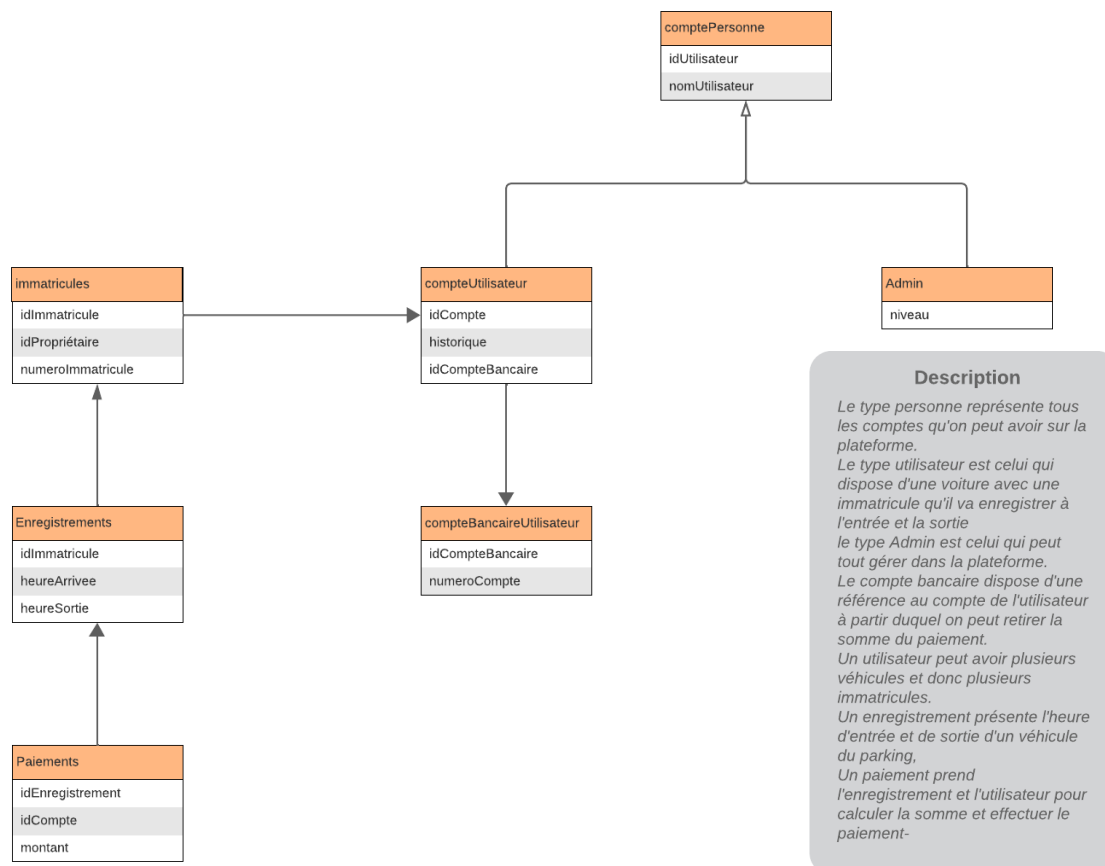 comptePersonne
idUtilisateur
nomUtilisateur
immatricules
idImmatricule
idPropriétaire
numeroImmatricule
compteUtilisateur
idCompte
historique
idCompteBancaire
Admin
niveau
Enregistrements
idImmatricule
heureArrivee
heureSortie
compteBancaireUtilisateur
idCompteBancaire
numeroCompte
Paiements
idEnregistrement
idCompte
montant
Description
Le type personne représente tous
les comptes qu'on peut avoir sur la
plateforme.
Le type utilisateur est celui qui
dispose d'une voiture avec une
immatricule qu'il va enregistrer à
l'entrée et la sortie
le type Admin est celui qui peut
tout gérer dans la plateforme.
Le compte bancaire dispose d'une
référence au compte de l'utilisateur
à partir duquel on peut retirer la
somme du paiement.
Un utilisateur peut avoir plusieurs
véhicules et donc plusieurs
immatricules.
Un enregistrement présente l'heure
d'entrée et de sortie d'un véhicule
du parking,
Un paiement prend
l'enregistrement et l'utilisateur pour
calculer la somme et effectuer le
paiement-